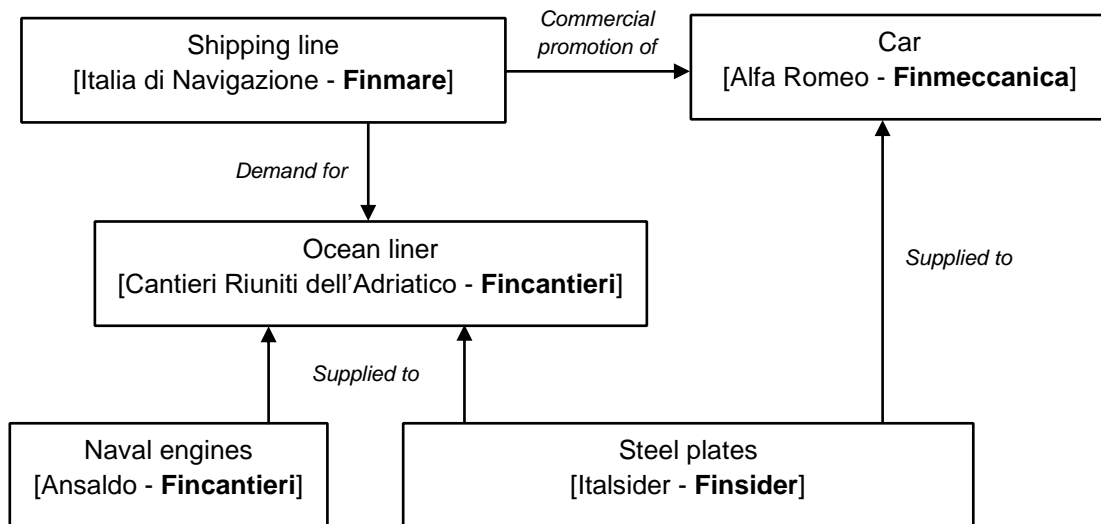 Shipping line
[Italia di Navigazione - Finmare]
Commercial
promotion of
Car
[Alfa Romeo - Finmeccanica]
Demand for
Ocean liner
[Cantieri Riuniti dell’Adriatico - Fincantieri]
Supplied to
Supplied to
Naval engines
[Ansaldo - Fincantieri]
Steel plates
[Italsider - Finsider]